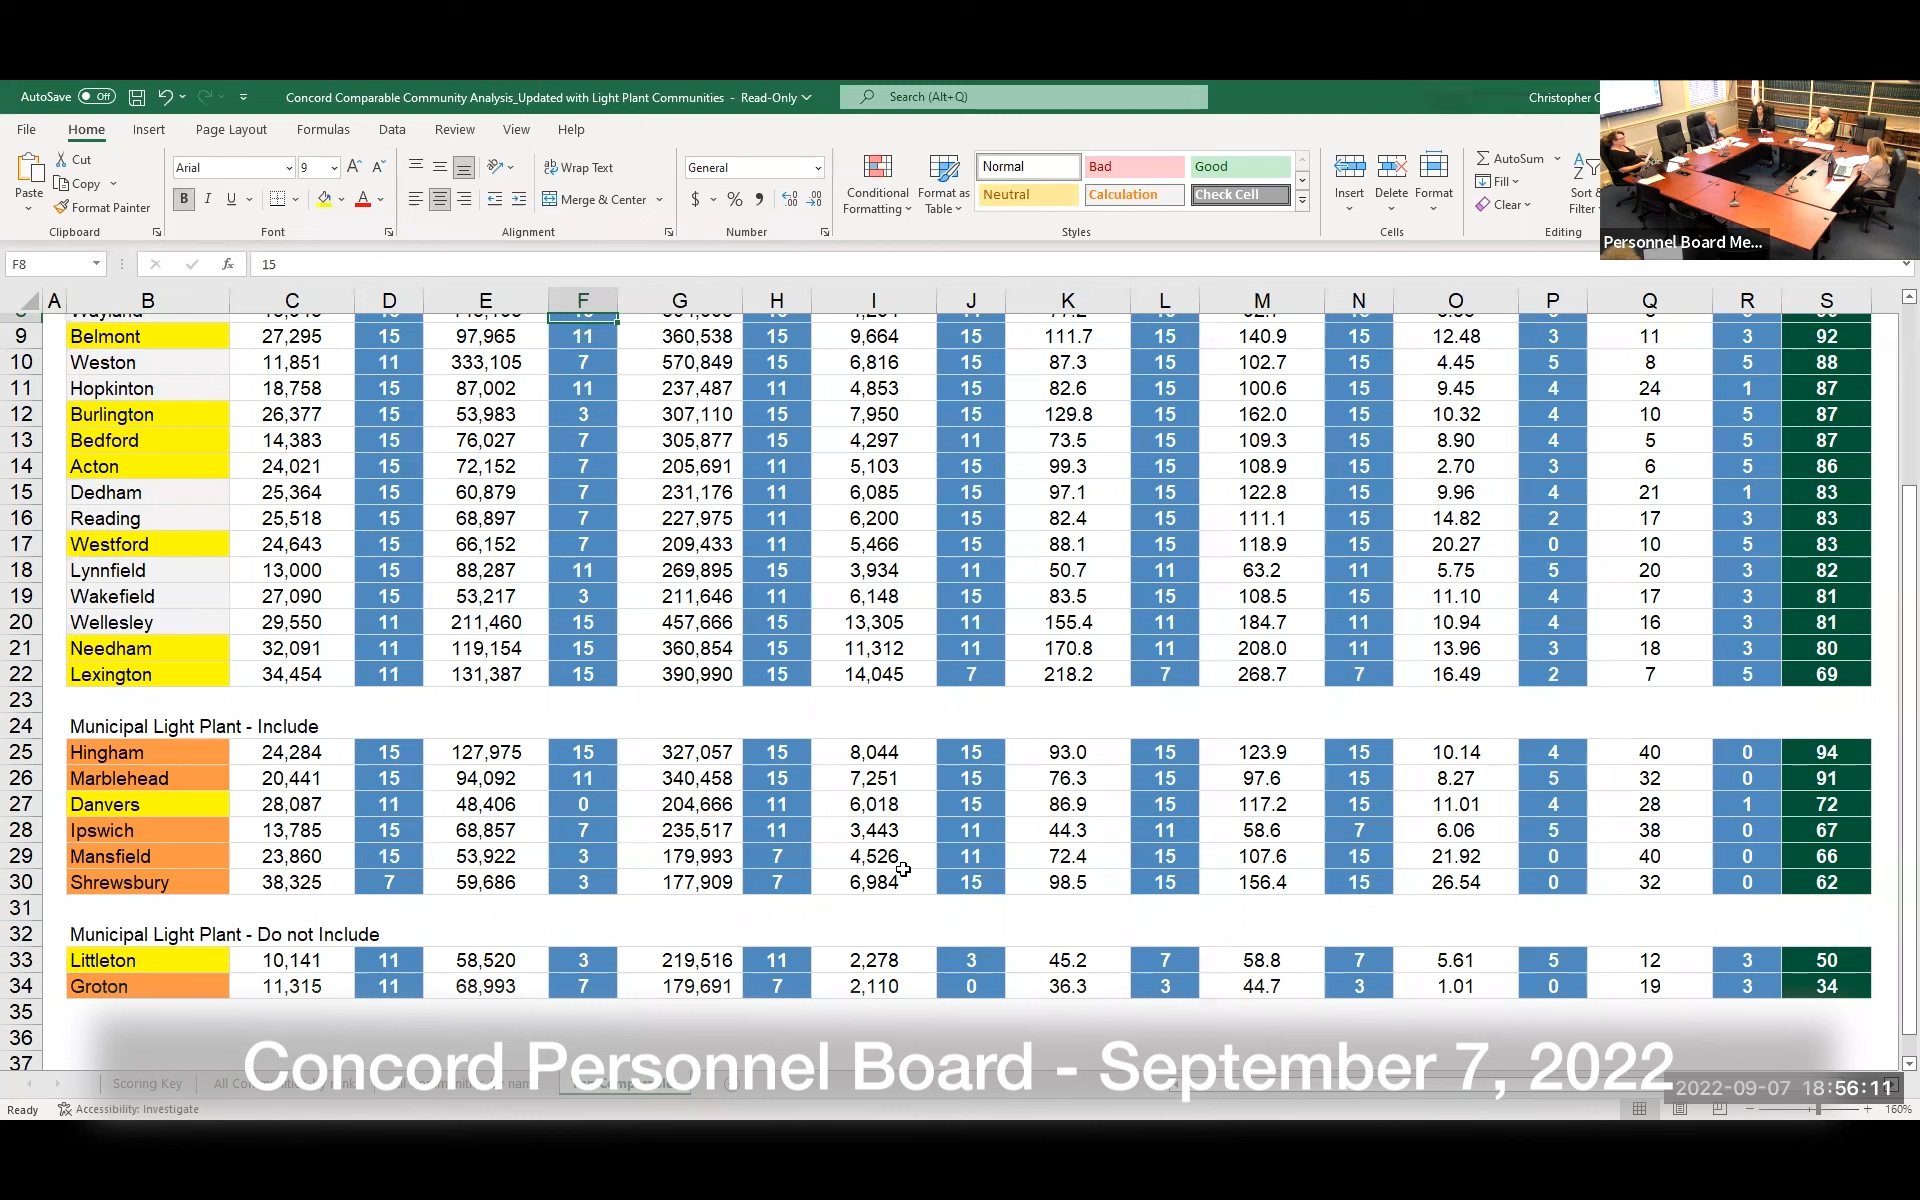 AutoSave Off Concord Comparable Community Analysis_Updated with Light Plant Communities - Read-Only Search (Alt+Q) Christopher C
File Home Insert Page Layout Formulas Data Review View Help
Paste Cut Copy Format Painter Arial 9 B I U Wrap Text Merge & Center General $ % Conditional Formatting Format as Table Normal Bad Good Neutral Calculation Check Cell Insert Delete Format AutoSum Fill Clear Sort & Filter
Clipboard Font Alignment Number Styles Cells Editing
Personnel Board Me...
F8 fx 15
A B C D E F G H I J K L M N O P Q R S
9 Belmont 27,295 15 97,965 11 360,538 15 9,664 15 111.7 15 140.9 15 12.48 3 11 3 92
10 Weston 11,851 11 333,105 7 570,849 15 6,816 15 87.3 15 102.7 15 4.45 5 8 5 88
11 Hopkinton 18,758 15 87,002 11 237,487 11 4,853 15 82.6 15 100.6 15 9.45 4 24 1 87
12 Burlington 26,377 15 53,983 3 307,110 15 7,950 15 129.8 15 162.0 15 10.32 4 10 5 87
13 Bedford 14,383 15 76,027 7 305,877 15 4,297 11 73.5 15 109.3 15 8.90 4 5 5 87
14 Acton 24,021 15 72,152 7 205,691 11 5,103 15 99.3 15 108.9 15 2.70 3 6 5 86
15 Dedham 25,364 15 60,879 7 231,176 11 6,085 15 97.1 15 122.8 15 9.96 4 21 1 83
16 Reading 25,518 15 68,897 7 227,975 11 6,200 15 82.4 15 111.1 15 14.82 2 17 3 83
17 Westford 24,643 15 66,152 7 209,433 11 5,466 15 88.1 15 118.9 15 20.27 0 10 5 83
18 Lynnfield 13,000 15 88,287 11 269,895 15 3,934 11 50.7 11 63.2 11 5.75 5 20 3 82
19 Wakefield 27,090 15 53,217 3 211,646 11 6,148 15 83.5 15 108.5 15 11.10 4 17 3 81
20 Wellesley 29,550 11 211,460 15 457,666 15 13,305 11 155.4 11 184.7 11 10.94 4 16 3 81
21 Needham 32,091 11 119,154 15 360,854 15 11,312 11 170.8 11 208.0 11 13.96 3 18 3 80
22 Lexington 34,454 11 131,387 15 390,990 15 14,045 7 218.2 7 268.7 7 16.49 2 7 5 69
23
24 Municipal Light Plant - Include
25 Hingham 24,284 15 127,975 15 327,057 15 8,044 15 93.0 15 123.9 15 10.14 4 40 0 94
26 Marblehead 20,441 15 94,092 11 340,458 15 7,251 15 76.3 15 97.6 15 8.27 5 32 0 91
27 Danvers 28,087 11 48,406 0 204,666 11 6,018 15 86.9 15 117.2 15 11.01 4 28 1 72
28 Ipswich 13,785 15 68,857 7 235,517 11 3,443 11 44.3 11 58.6 7 6.06 5 38 0 67
29 Mansfield 23,860 15 53,922 3 179,993 7 4,526 11 72.4 15 107.6 15 21.92 0 40 0 66
30 Shrewsbury 38,325 7 59,686 3 177,909 7 6,984 15 98.5 15 156.4 15 26.54 0 32 0 62
31
32 Municipal Light Plant - Do not Include
33 Littleton 10,141 11 58,520 3 219,516 11 2,278 3 45.2 7 58.8 7 5.61 5 12 3 50
34 Groton 11,315 11 68,993 7 179,691 7 2,110 0 36.3 3 44.7 3 1.01 0 19 3 34
35
36
37
Concord Personnel Board - September 7, 2022
Scoring Key
2022-09-07 18:56:11
Ready Accessibility: Investigate 160%